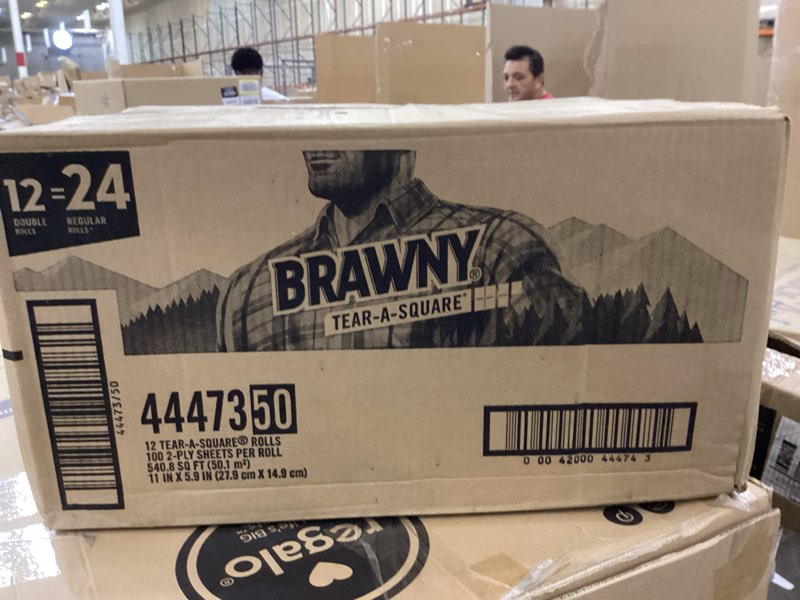 12=24
DOUBLE ROLLS
REGULAR ROLLS*
BRAWNY®
TEAR-A-SQUARE®
44473/50
4447350
12 TEAR-A-SQUARE® ROLLS
100 2-PLY SHEETS PER ROLL
540.8 SQ FT (50.1 m²)
11 IN X 5.9 IN (27.9 cm X 14.9 cm)
0 00 42000 44474 3
regalo®